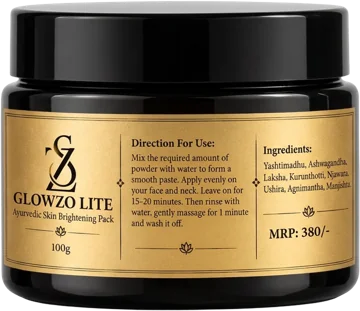 GLOWZO LITE
Ayurvedic Skin Brightening Pack
100g
Direction For Use:
Mix the required amount of
powder with water to form a
smooth paste. Apply evenly on
your face and neck. Leave on for
15-20 minutes. Then rinse with
water, gently massage for 1 minute
and wash it off.
Ingredients:
Yashtimadhu, Ashwagandha,
Laksha, Kurunthotti, Njawara,
Ushira, Agnimantha, Manjishta
MRP: 380/-